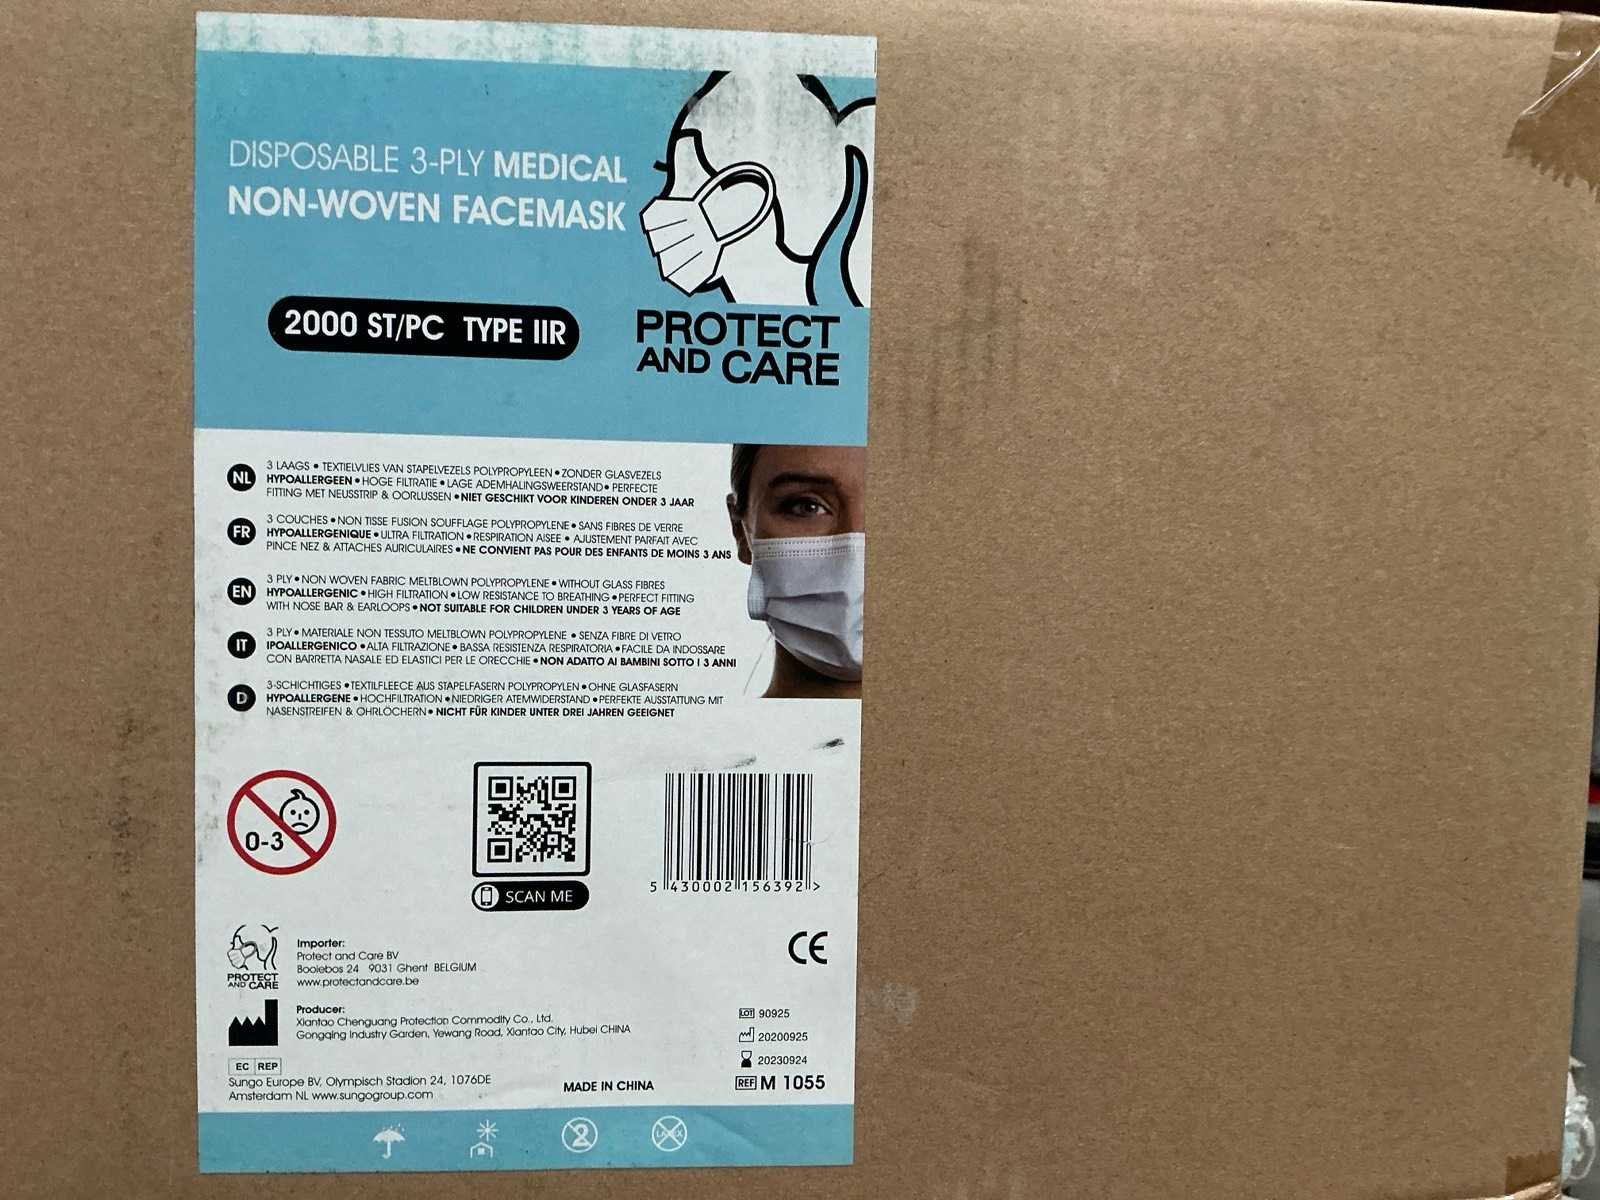 DISPOSABLE 3-PLY MEDICAL
NON-WOVEN FACEMASK
2000 ST/PC TYPE IIR
PROTECT
AND CARE
NL
3 LAAGS • TEXTIELVLIES VAN STAPELVEZELS POLYPROPYLEEN • ZONDER GLASVEZELS
HYPOALLERGEEN • HOGE FILTRATIE • LAGE ADEMHALINGSWEERSTAND • PERFECTE
FITTING MET NEUSSTRIP & OORLUSSEN • NIET GESCHIKT VOOR KINDEREN ONDER 3 JAAR
FR
3 COUCHES • NON TISSE FUSION SOUFFLAGE POLYPROPYLENE • SANS FIBRES DE VERRE
HYPOALLERGENIQUE • ULTRA FILTRATION • RESPIRATION AISEE • AJUSTEMENT PARFAIT AVEC
PINCE NEZ & ATTACHES AURICULAIRES • NE CONVIENT PAS POUR DES ENFANTS DE MOINS 3 ANS
EN
3 PLY • NON WOVEN FABRIC MELTBLOWN POLYPROPYLENE • WITHOUT GLASS FIBRES
HYPOALLERGENIC • HIGH FILTRATION • LOW RESISTANCE TO BREATHING • PERFECT FITTING
WITH NOSE BAR & EARLOOPS • NOT SUITABLE FOR CHILDREN UNDER 3 YEARS OF AGE
IT
3 PLY • MATERIALE NON TESSUTO MELTBLOWN POLYPROPYLENE • SENZA FIBRE DI VETRO
IPOALLERGENICO • ALTA FILTRAZIONE • BASSA RESISTENZA RESPIRATORIA • FACILE DA INDOSSARE
CON BARRETTA NASALE ED ELASTICI PER LE ORECCHIE • NON ADATTO AI BAMBINI SOTTO I 3 ANNI
D
3-SCHICHTIGES • TEXTILFLEECE AUS STAPELFASERN POLYPROPYLEN • OHNE GLASFASERN
HYPOALLERGENE • HOCHFILTRATION • NIEDRIGER ATEMWIDERSTAND • PERFEKTE AUSSTATTUNG MIT
NASENSTREIFEN & OHRLÖCHERN • NICHT FÜR KINDER UNTER DREI JAHREN GEEIGNET
0-3
SCAN ME
5 430002 156392 >
CE
PROTECT
AND CARE
Importer:
Protect and Care BV
Boolebos 24 9031 Ghent BELGIUM
www.protectandcare.be
Producer:
Xiantao Chenguang Protection Commodity Co., Ltd.
Gongqing Industry Garden, Yewang Road, Xiantao City, Hubei CHINA
LOT 90925
20200925
20230924
REF M 1055
EC REP
Sungo Europe BV, Olympisch Stadion 24, 1076DE
Amsterdam NL www.sungogroup.com
MADE IN CHINA
2
LATEX